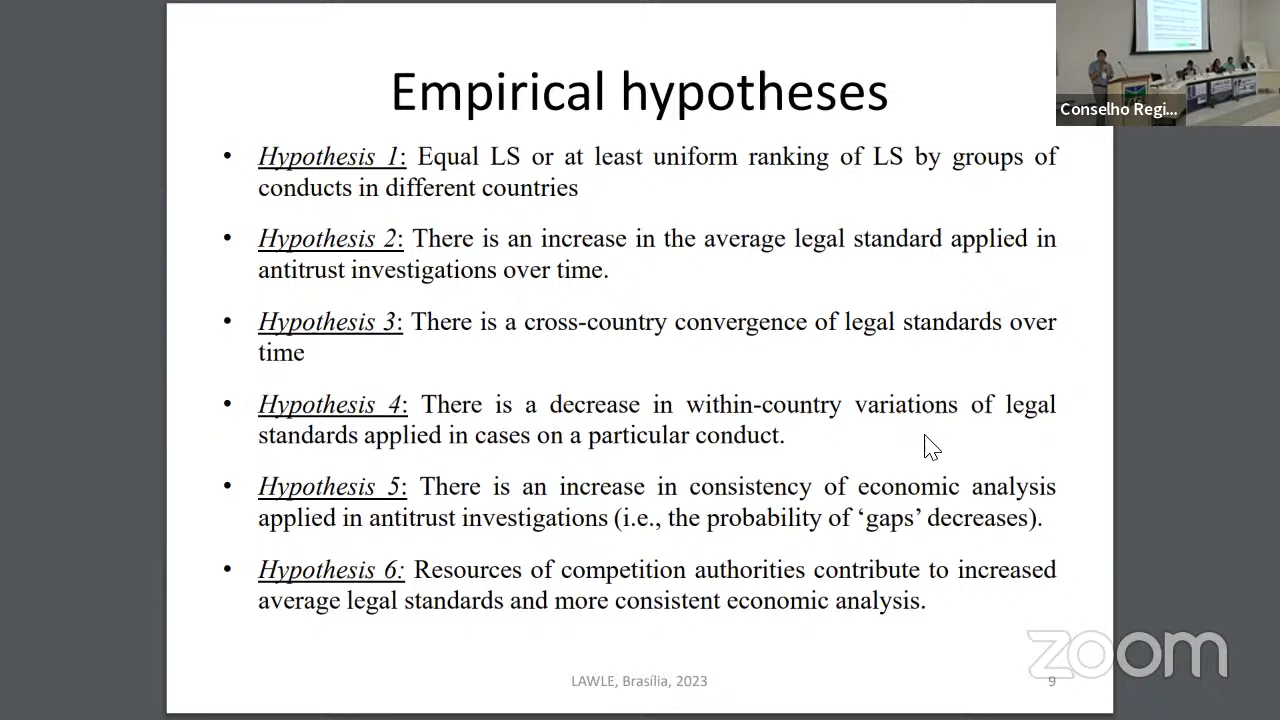 Empirical hypotheses
Conselho Regi...
• Hypothesis 1: Equal LS or at least uniform ranking of LS by groups of
conducts in different countries
• Hypothesis 2: There is an increase in the average legal standard applied in
antitrust investigations over time.
• Hypothesis 3: There is a cross-country convergence of legal standards over
time
• Hypothesis 4: There is a decrease in within-country variations of legal
standards applied in cases on a particular conduct.
• Hypothesis 5: There is an increase in consistency of economic analysis
applied in antitrust investigations (i.e., the probability of ‘gaps’ decreases).
• Hypothesis 6: Resources of competition authorities contribute to increased
average legal standards and more consistent economic analysis.
zoom
LAWLE, Brasília, 2023
9